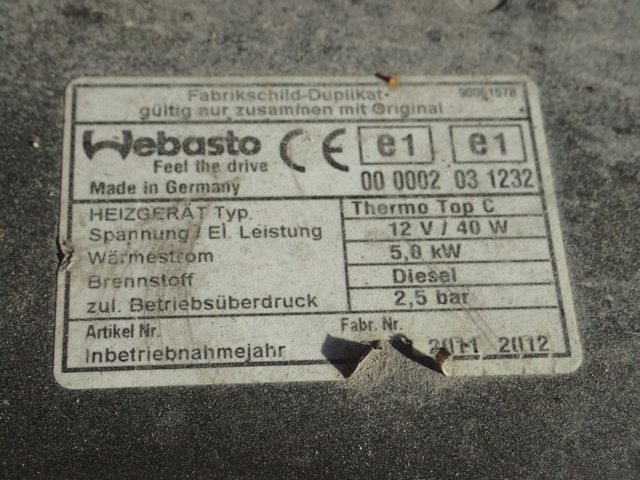 Fabrikschild-Duplikat-
gültig nur zusammen mit Original
Webasto
Feel the drive
Made in Germany
CE e1 e1
00 0002 03 1232
HEIZGERÄT Typ. Thermo Top C
Spannung / El. Leistung 12 V / 40 W
Wärmestrom 5,0 kW
Brennstoff Diesel
zul. Betriebsüberdruck 2,5 bar
Artikel Nr. Fabr. Nr.
Inbetriebnahmejahr 2011 2012